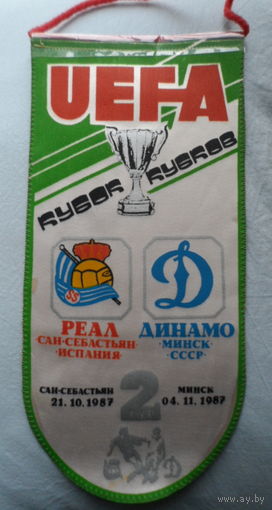 UEFA
КУБОК КУБКОВ
Д
РЕАЛ
САН-СЕБАСТЬЯН
·ИСПАНИЯ·
ДИНАМО
·МИНСК·
СССР
САН-СЕБАСТЬЯН
21.10.1987
МИНСК
04.11.1987
2
ТУР
www.ay.by